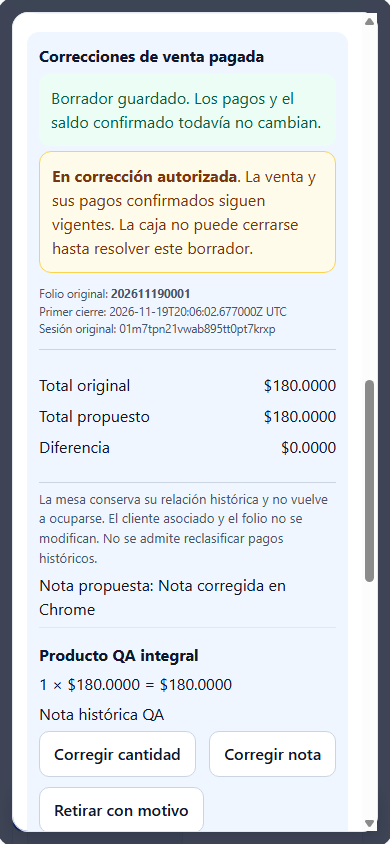 Correcciones de venta pagada
Borrador guardado. Los pagos y el
saldo confirmado todavía no cambian.
En corrección autorizada. La venta y
sus pagos confirmados siguen
vigentes. La caja no puede cerrarse
hasta resolver este borrador.
Folio original: 202611190001
Primer cierre: 2026-11-19T20:06:02.677000Z UTC
Sesión original: 01m7tpn21vwab895tt0pt7krxp
Total original $180.0000
Total propuesto $180.0000
Diferencia $0.0000
La mesa conserva su relación histórica y no vuelve
a ocuparse. El cliente asociado y el folio no se
modifican. No se admite reclasificar pagos
históricos.
Nota propuesta: Nota corregida en
Chrome
Producto QA integral
1 × $180.0000 = $180.0000
Nota histórica QA
Corregir cantidad Corregir nota
Retirar con motivo